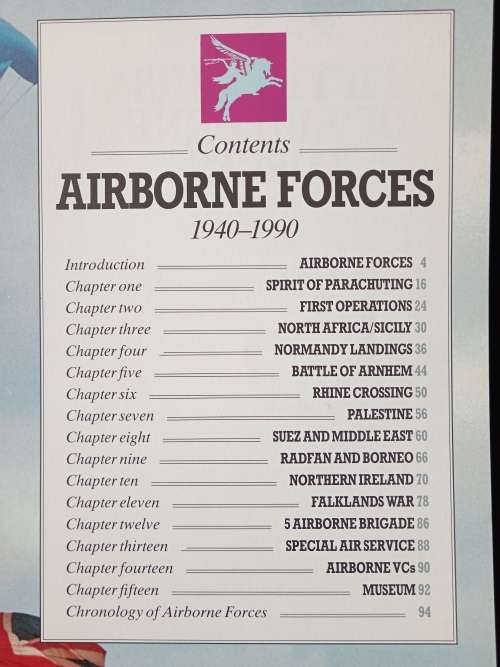 Contents
AIRBORNE FORCES
1940–1990
Introduction AIRBORNE FORCES 4
Chapter one SPIRIT OF PARACHUTING 16
Chapter two FIRST OPERATIONS 24
Chapter three NORTH AFRICA/SICILY 30
Chapter four NORMANDY LANDINGS 36
Chapter five BATTLE OF ARNHEM 44
Chapter six RHINE CROSSING 50
Chapter seven PALESTINE 56
Chapter eight SUEZ AND MIDDLE EAST 60
Chapter nine RADFAN AND BORNEO 66
Chapter ten NORTHERN IRELAND 70
Chapter eleven FALKLANDS WAR 78
Chapter twelve 5 AIRBORNE BRIGADE 86
Chapter thirteen SPECIAL AIR SERVICE 88
Chapter fourteen AIRBORNE VCs 90
Chapter fifteen MUSEUM 92
Chronology of Airborne Forces 94